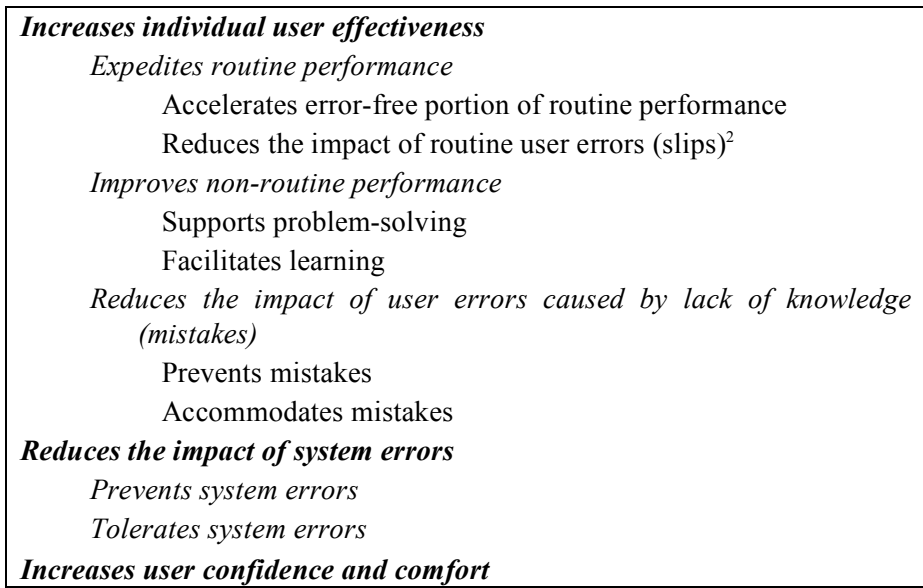 Increases individual user effectiveness
Expedites routine performance
Accelerates error-free portion of routine performance
Reduces the impact of routine user errors (slips)²
Improves non-routine performance
Supports problem-solving
Facilitates learning
Reduces the impact of user errors caused by lack of knowledge
(mistakes)
Prevents mistakes
Accommodates mistakes
Reduces the impact of system errors
Prevents system errors
Tolerates system errors
Increases user confidence and comfort